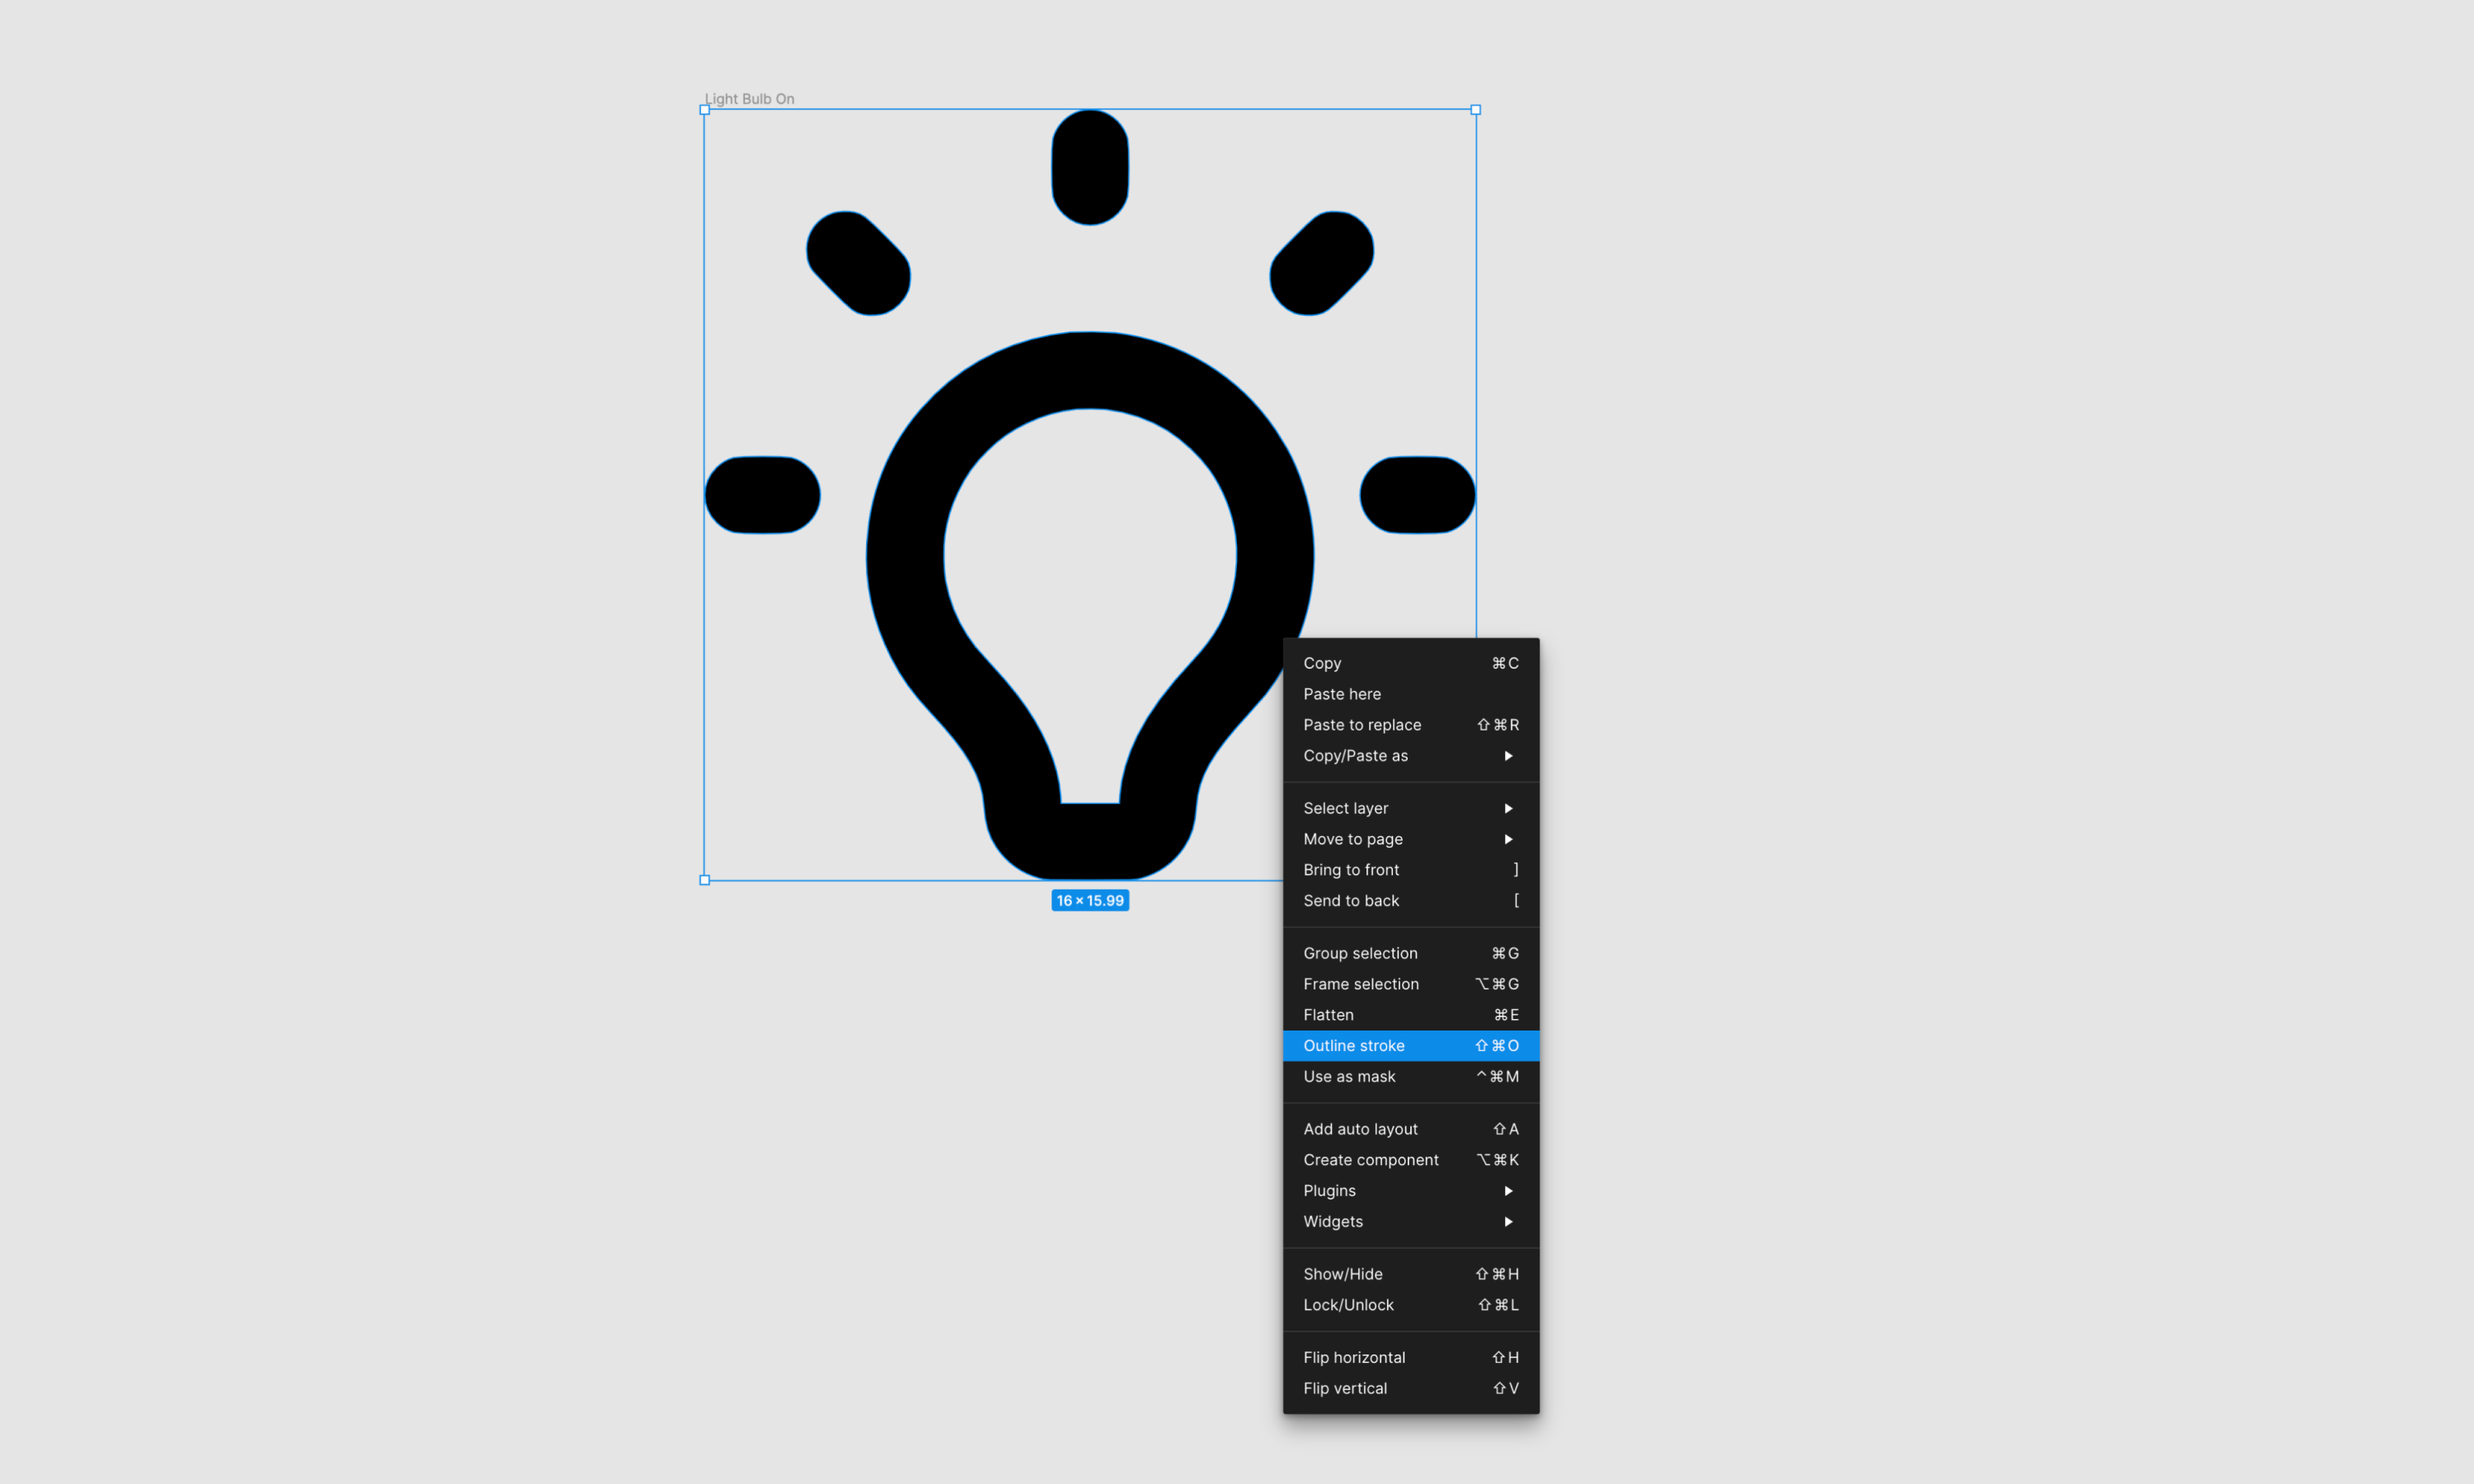 Light Bulb On
16 × 15.99
Copy ⌘C
Paste here
Paste to replace ⇧⌘R
Copy/Paste as ▶
Select layer ▶
Move to page ▶
Bring to front ]
Send to back [
Group selection ⌘G
Frame selection ⌥⌘G
Flatten ⌘E
Outline stroke ⇧⌘O
Use as mask ^⌘M
Add auto layout ⇧A
Create component ⌥⌘K
Plugins ▶
Widgets ▶
Show/Hide ⇧⌘H
Lock/Unlock ⇧⌘L
Flip horizontal ⇧H
Flip vertical ⇧V